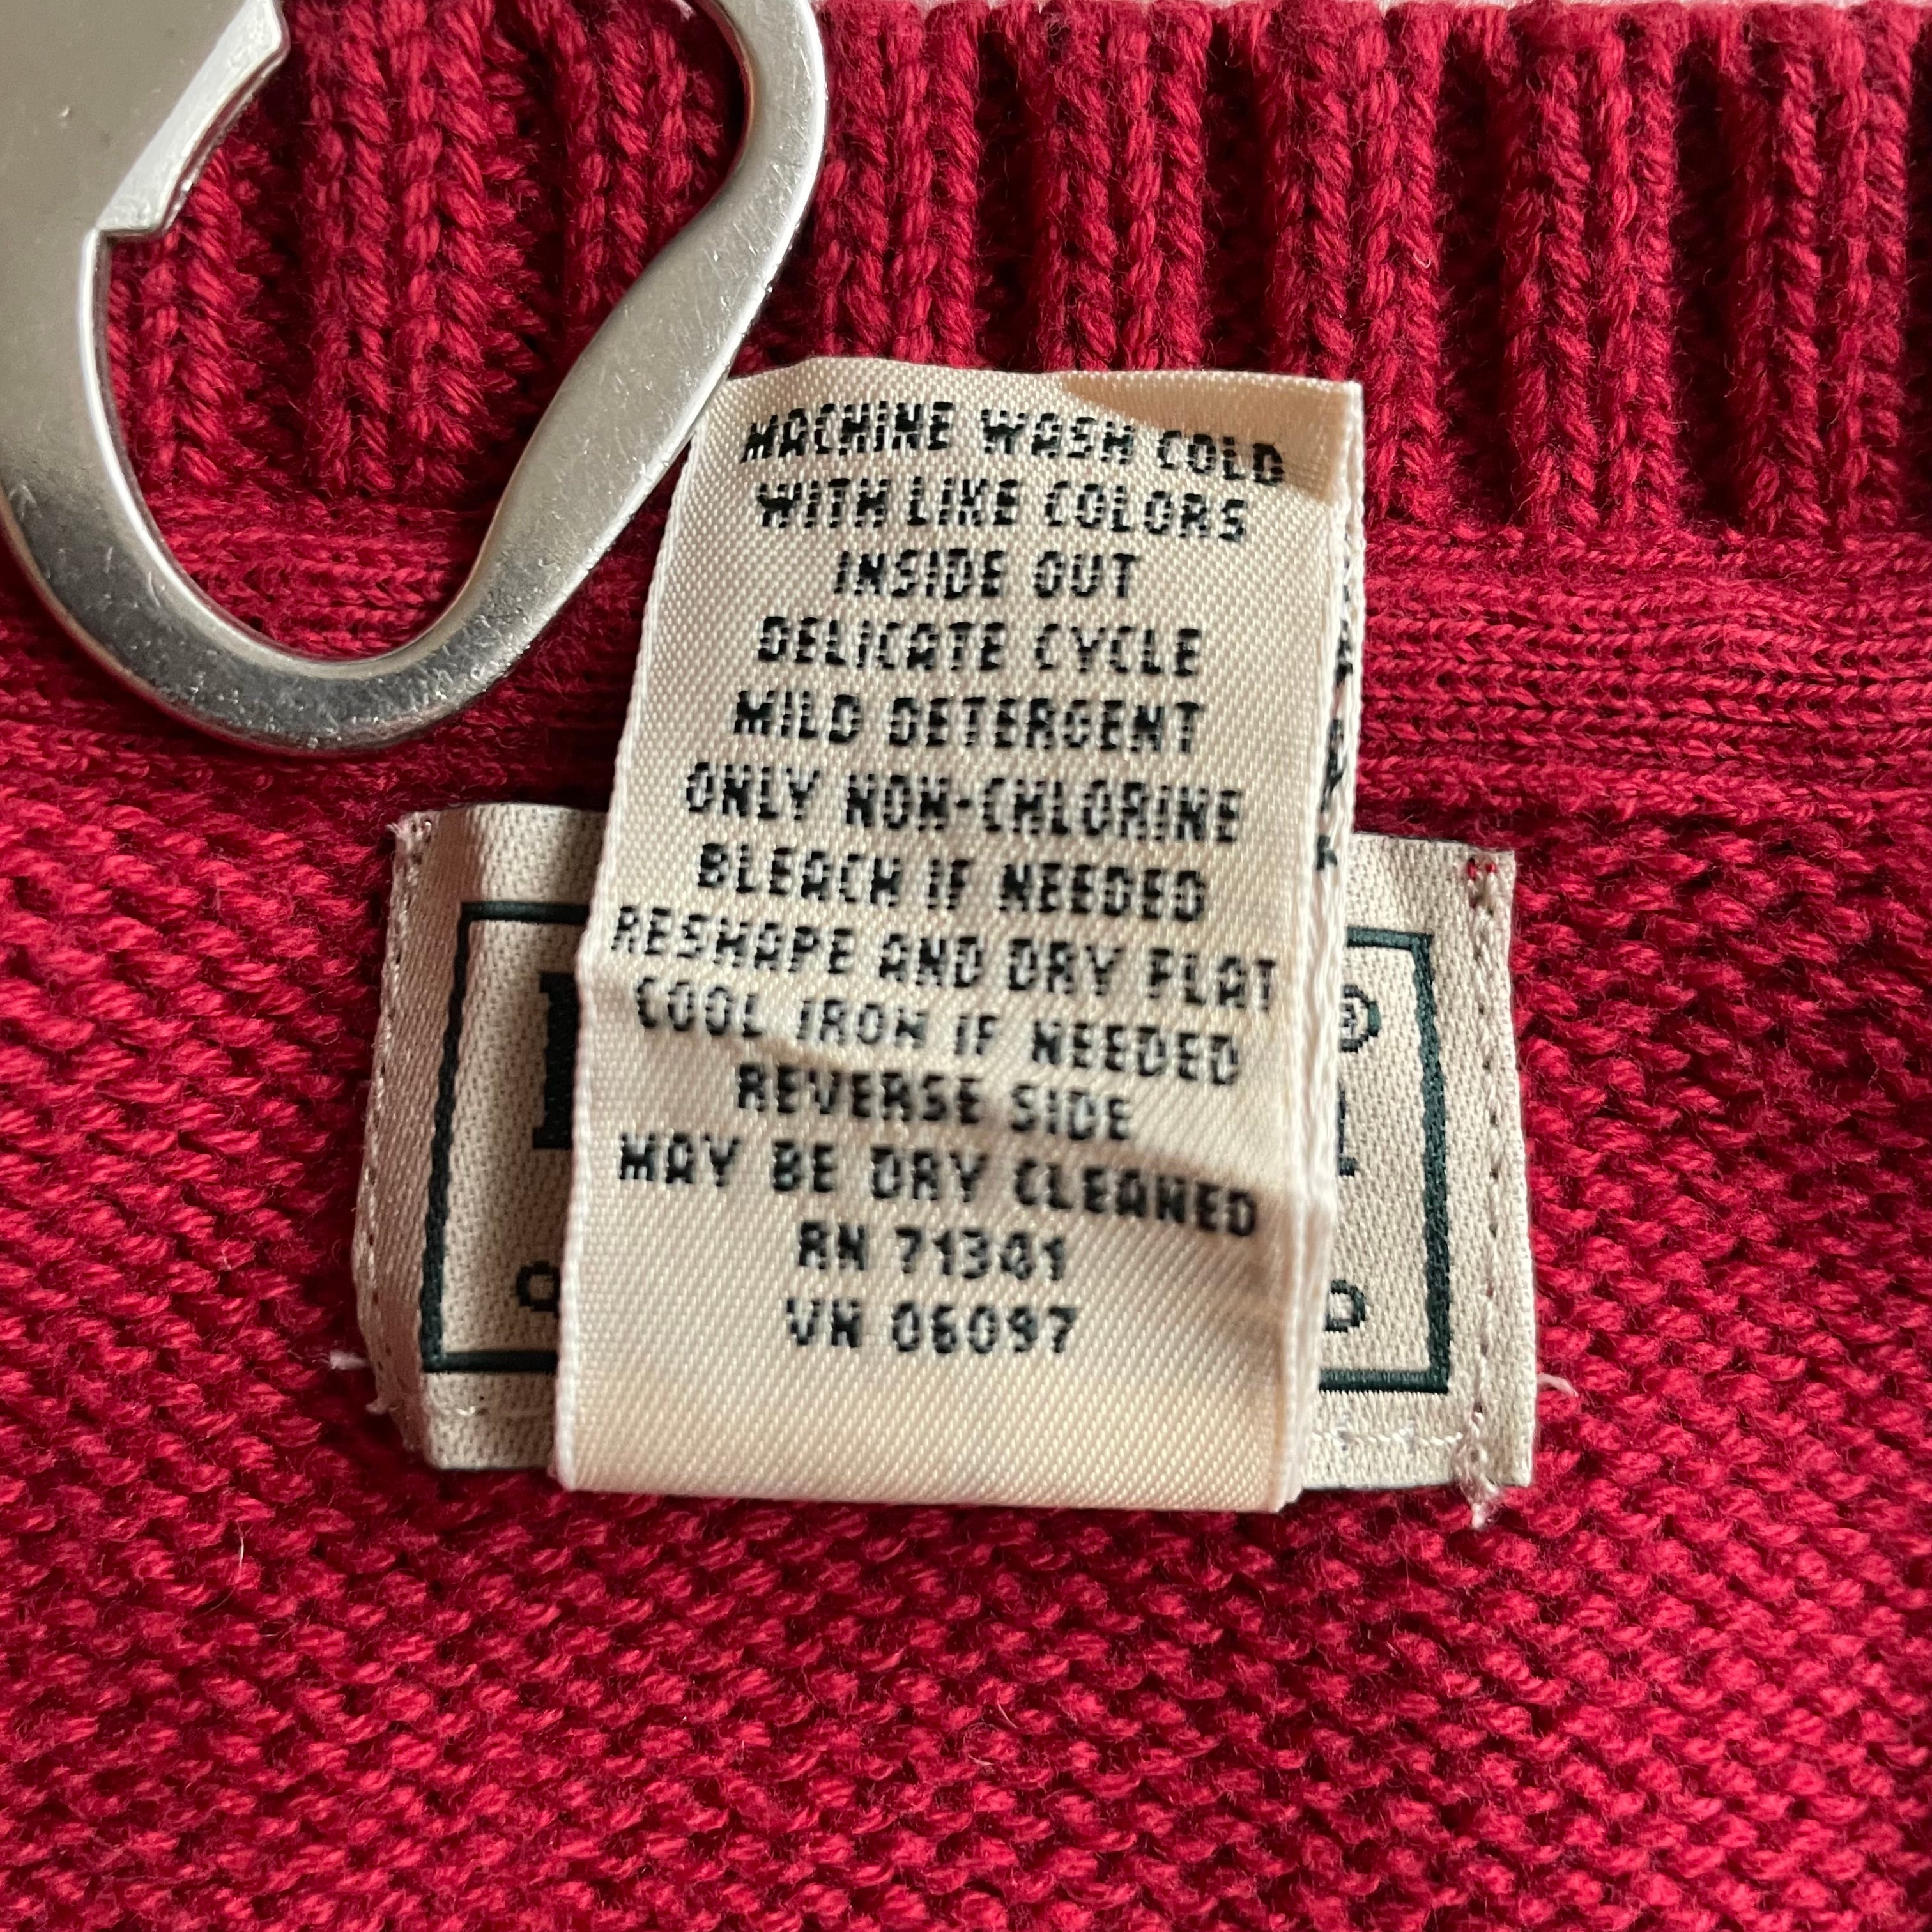 MACHINE WASH COLD
WITH LIKE COLORS
INSIDE OUT
DELICATE CYCLE
MILD DETERGENT
ONLY NON-CHLORINE
BLEACH IF NEEDED
RESHAPE AND DRY FLAT
COOL IRON IF NEEDED
REVERSE SIDE
MAY BE DRY CLEANED
RN 71341
VN 06097
®